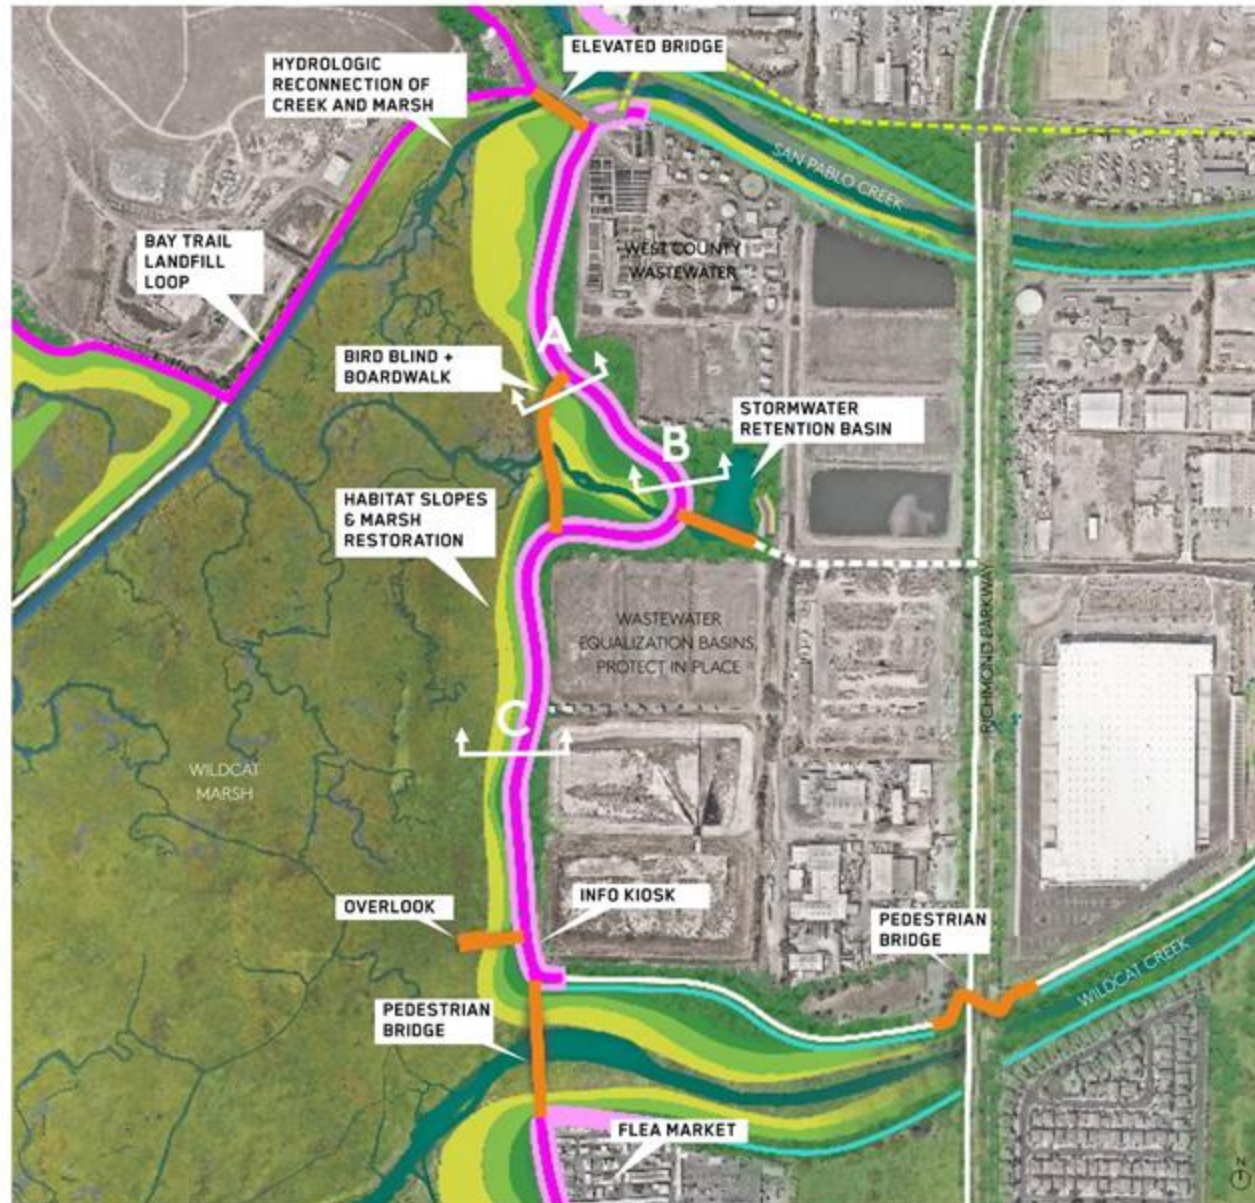 ELEVATED BRIDGE
HYDROLOGIC
RECONNECTION OF
CREEK AND MARSH
SAN PABLO CREEK
BAY TRAIL
LANDFILL
LOOP
WEST COUNTY
WASTEWATER
A
BIRD BLIND +
BOARDWALK
STORMWATER
RETENTION BASIN
B
HABITAT SLOPES
& MARSH
RESTORATION
WASTEWATER
EQUALIZATION BASINS,
PROTECT IN PLACE
RICHMOND PARKWAY
C
WILDCAT
MARSH
INFO KIOSK
OVERLOOK
PEDESTRIAN
BRIDGE
WILDCAT CREEK
PEDESTRIAN
BRIDGE
FLEA MARKET
N